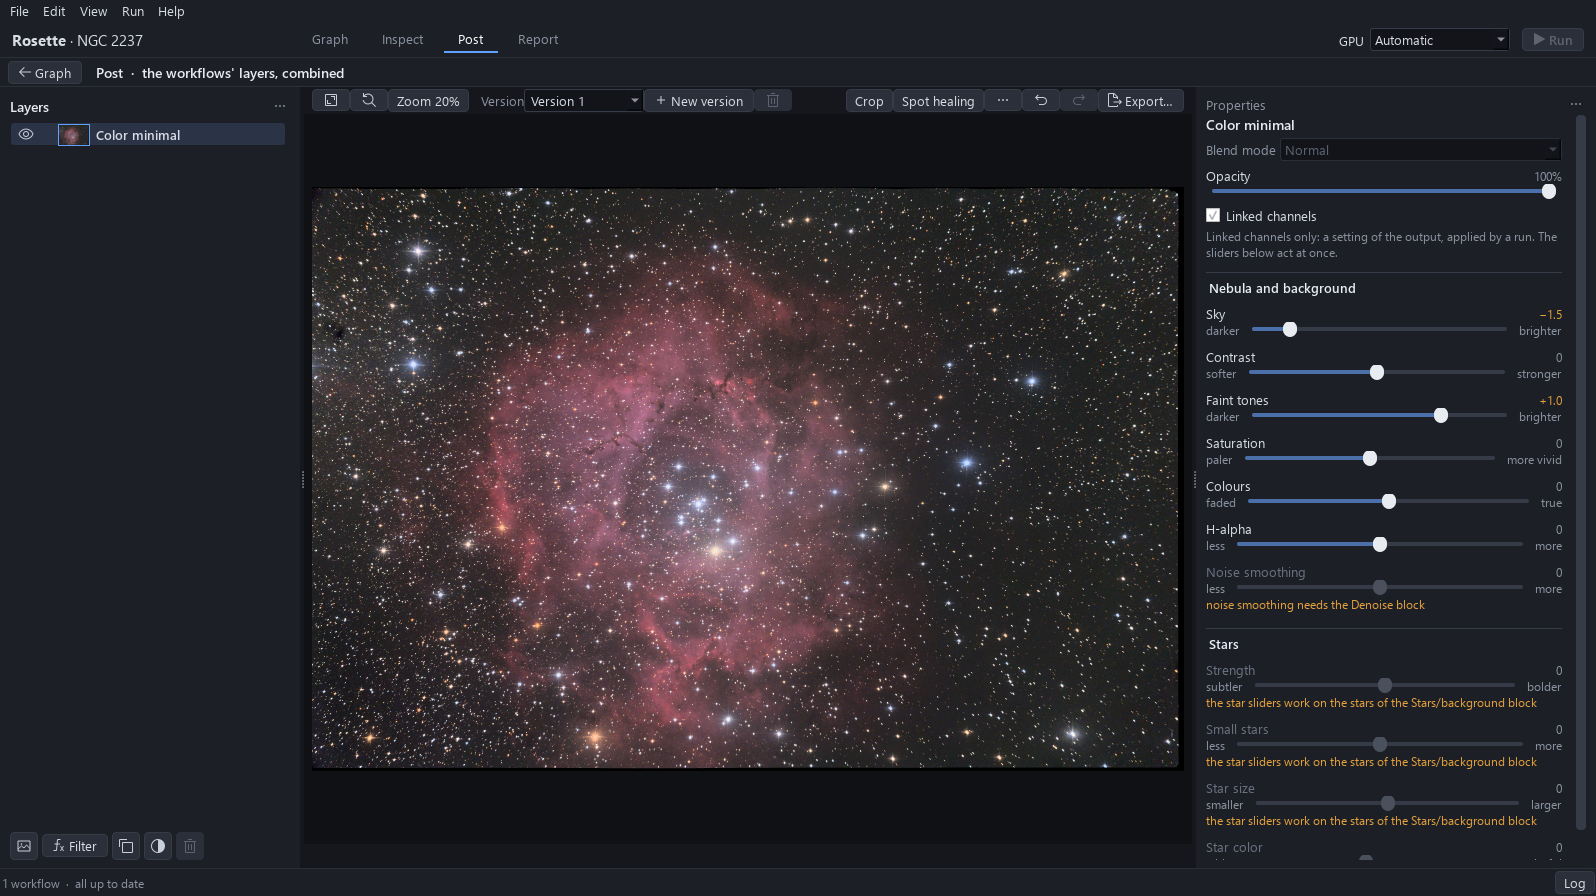 File Edit View Run Help
Rosette · NGC 2237
Graph Inspect Post Report
GPU Automatic Run
Graph
Post · the workflows' layers, combined
Layers
Color minimal
Filter
Zoom 20% Version Version 1 + New version
Crop Spot healing ... Export...
Properties
Color minimal
Blend mode Normal
Opacity 100%
Linked channels
Linked channels only: a setting of the output, applied by a run. The
sliders below act at once.
Nebula and background
Sky −1.5
darker brighter
Contrast 0
softer stronger
Faint tones +1.0
darker brighter
Saturation 0
paler more vivid
Colours 0
faded true
H-alpha 0
less more
Noise smoothing 0
less more
noise smoothing needs the Denoise block
Stars
Strength 0
subtler bolder
the star sliders work on the stars of the Stars/background block
Small stars 0
less more
the star sliders work on the stars of the Stars/background block
Star size 0
smaller larger
the star sliders work on the stars of the Stars/background block
Star color 0
1 workflow · all up to date
Log